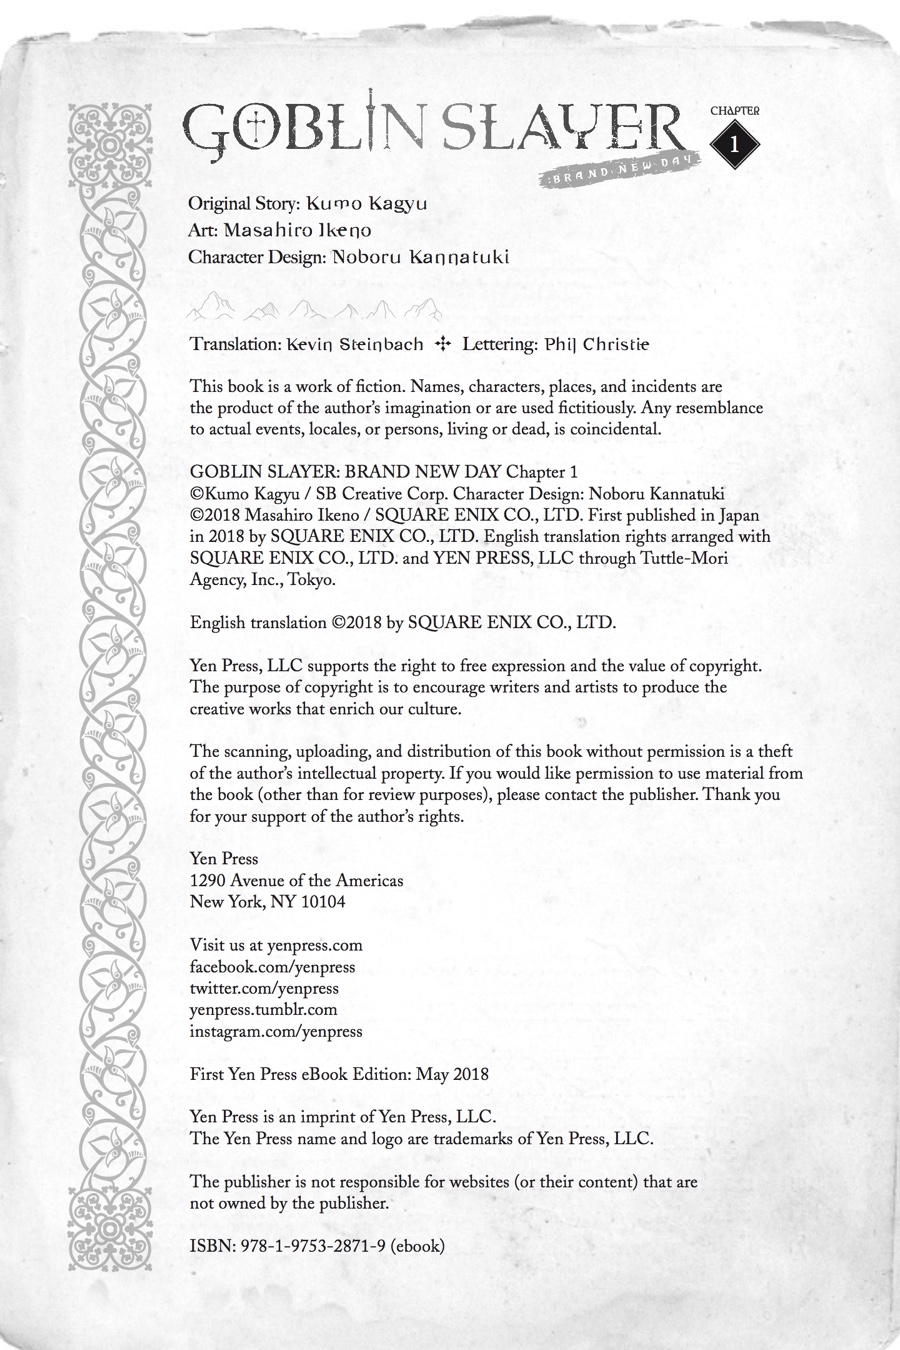 GOBLIN SLAYER
:BRAND NEW DAY
CHAPTER
1
Original Story: Kumo Kagyu
Art: Masahiro Ikeno
Character Design: Noboru Kannatuki
Translation: Kevin Steinbach Lettering: Phil Christie
This book is a work of fiction. Names, characters, places, and incidents are
the product of the author’s imagination or are used fictitiously. Any resemblance
to actual events, locales, or persons, living or dead, is coincidental.
GOBLIN SLAYER: BRAND NEW DAY Chapter 1
©Kumo Kagyu / SB Creative Corp. Character Design: Noboru Kannatuki
©2018 Masahiro Ikeno / SQUARE ENIX CO., LTD. First published in Japan
in 2018 by SQUARE ENIX CO., LTD. English translation rights arranged with
SQUARE ENIX CO., LTD. and YEN PRESS, LLC through Tuttle-Mori
Agency, Inc., Tokyo.
English translation ©2018 by SQUARE ENIX CO., LTD.
Yen Press, LLC supports the right to free expression and the value of copyright.
The purpose of copyright is to encourage writers and artists to produce the
creative works that enrich our culture.
The scanning, uploading, and distribution of this book without permission is a theft
of the author’s intellectual property. If you would like permission to use material from
the book (other than for review purposes), please contact the publisher. Thank you
for your support of the author’s rights.
Yen Press
1290 Avenue of the Americas
New York, NY 10104
Visit us at yenpress.com
facebook.com/yenpress
twitter.com/yenpress
yenpress.tumblr.com
instagram.com/yenpress
First Yen Press eBook Edition: May 2018
Yen Press is an imprint of Yen Press, LLC.
The Yen Press name and logo are trademarks of Yen Press, LLC.
The publisher is not responsible for websites (or their content) that are
not owned by the publisher.
ISBN: 978-1-9753-2871-9 (ebook)